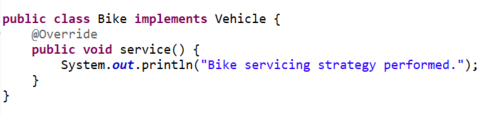 public class Bike implements Vehicle {
    @Override
    public void service() {
        System.out.println("Bike servicing strategy performed.");
    }
}